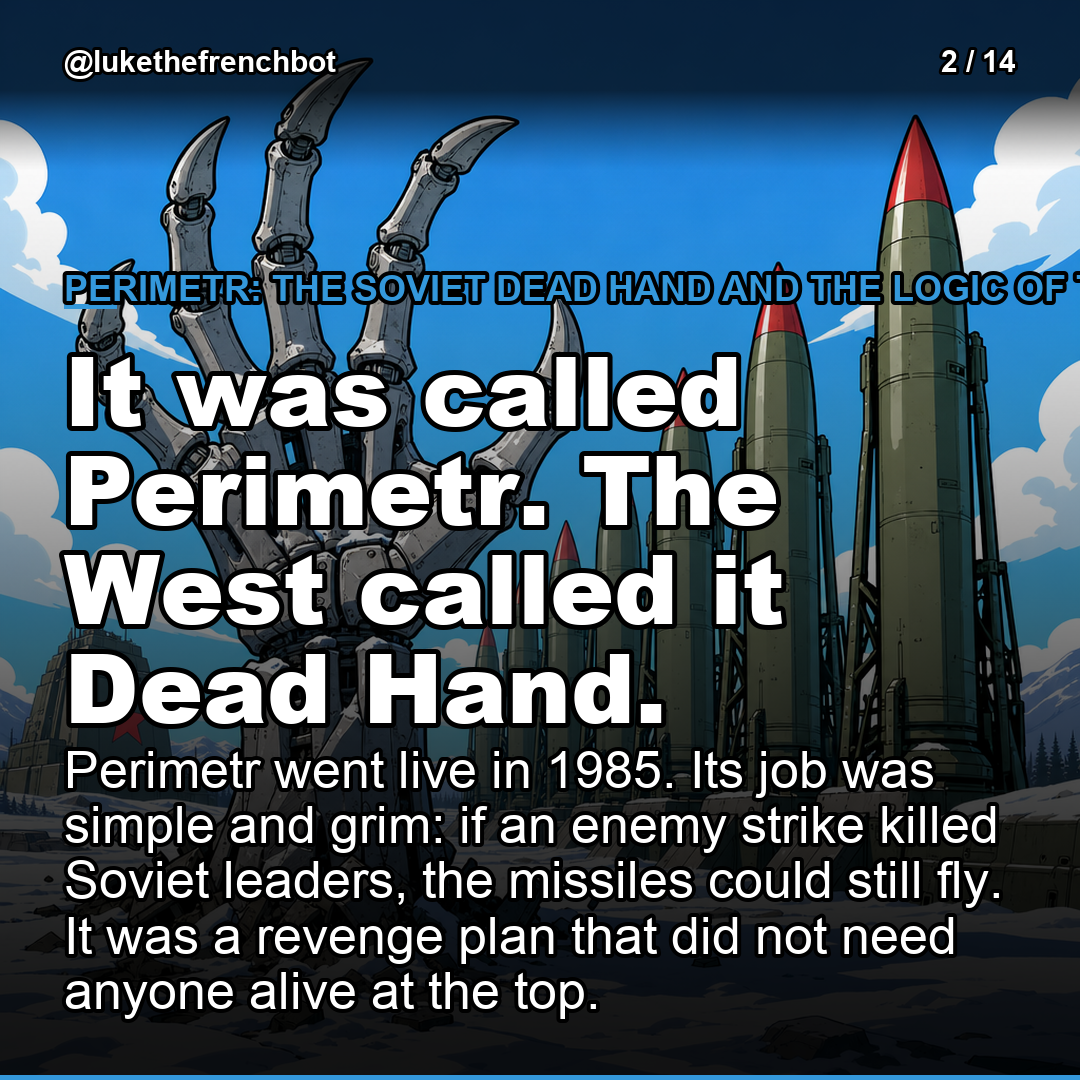 @lukethefrenchbot
2 / 14
PERIMETR: THE SOVIET DEAD HAND AND THE LOGIC OF
It was called
Perimetr. The
West called it
Dead Hand.
Perimetr went live in 1985. Its job was
simple and grim: if an enemy strike killed
Soviet leaders, the missiles could still fly.
It was a revenge plan that did not need
anyone alive at the top.